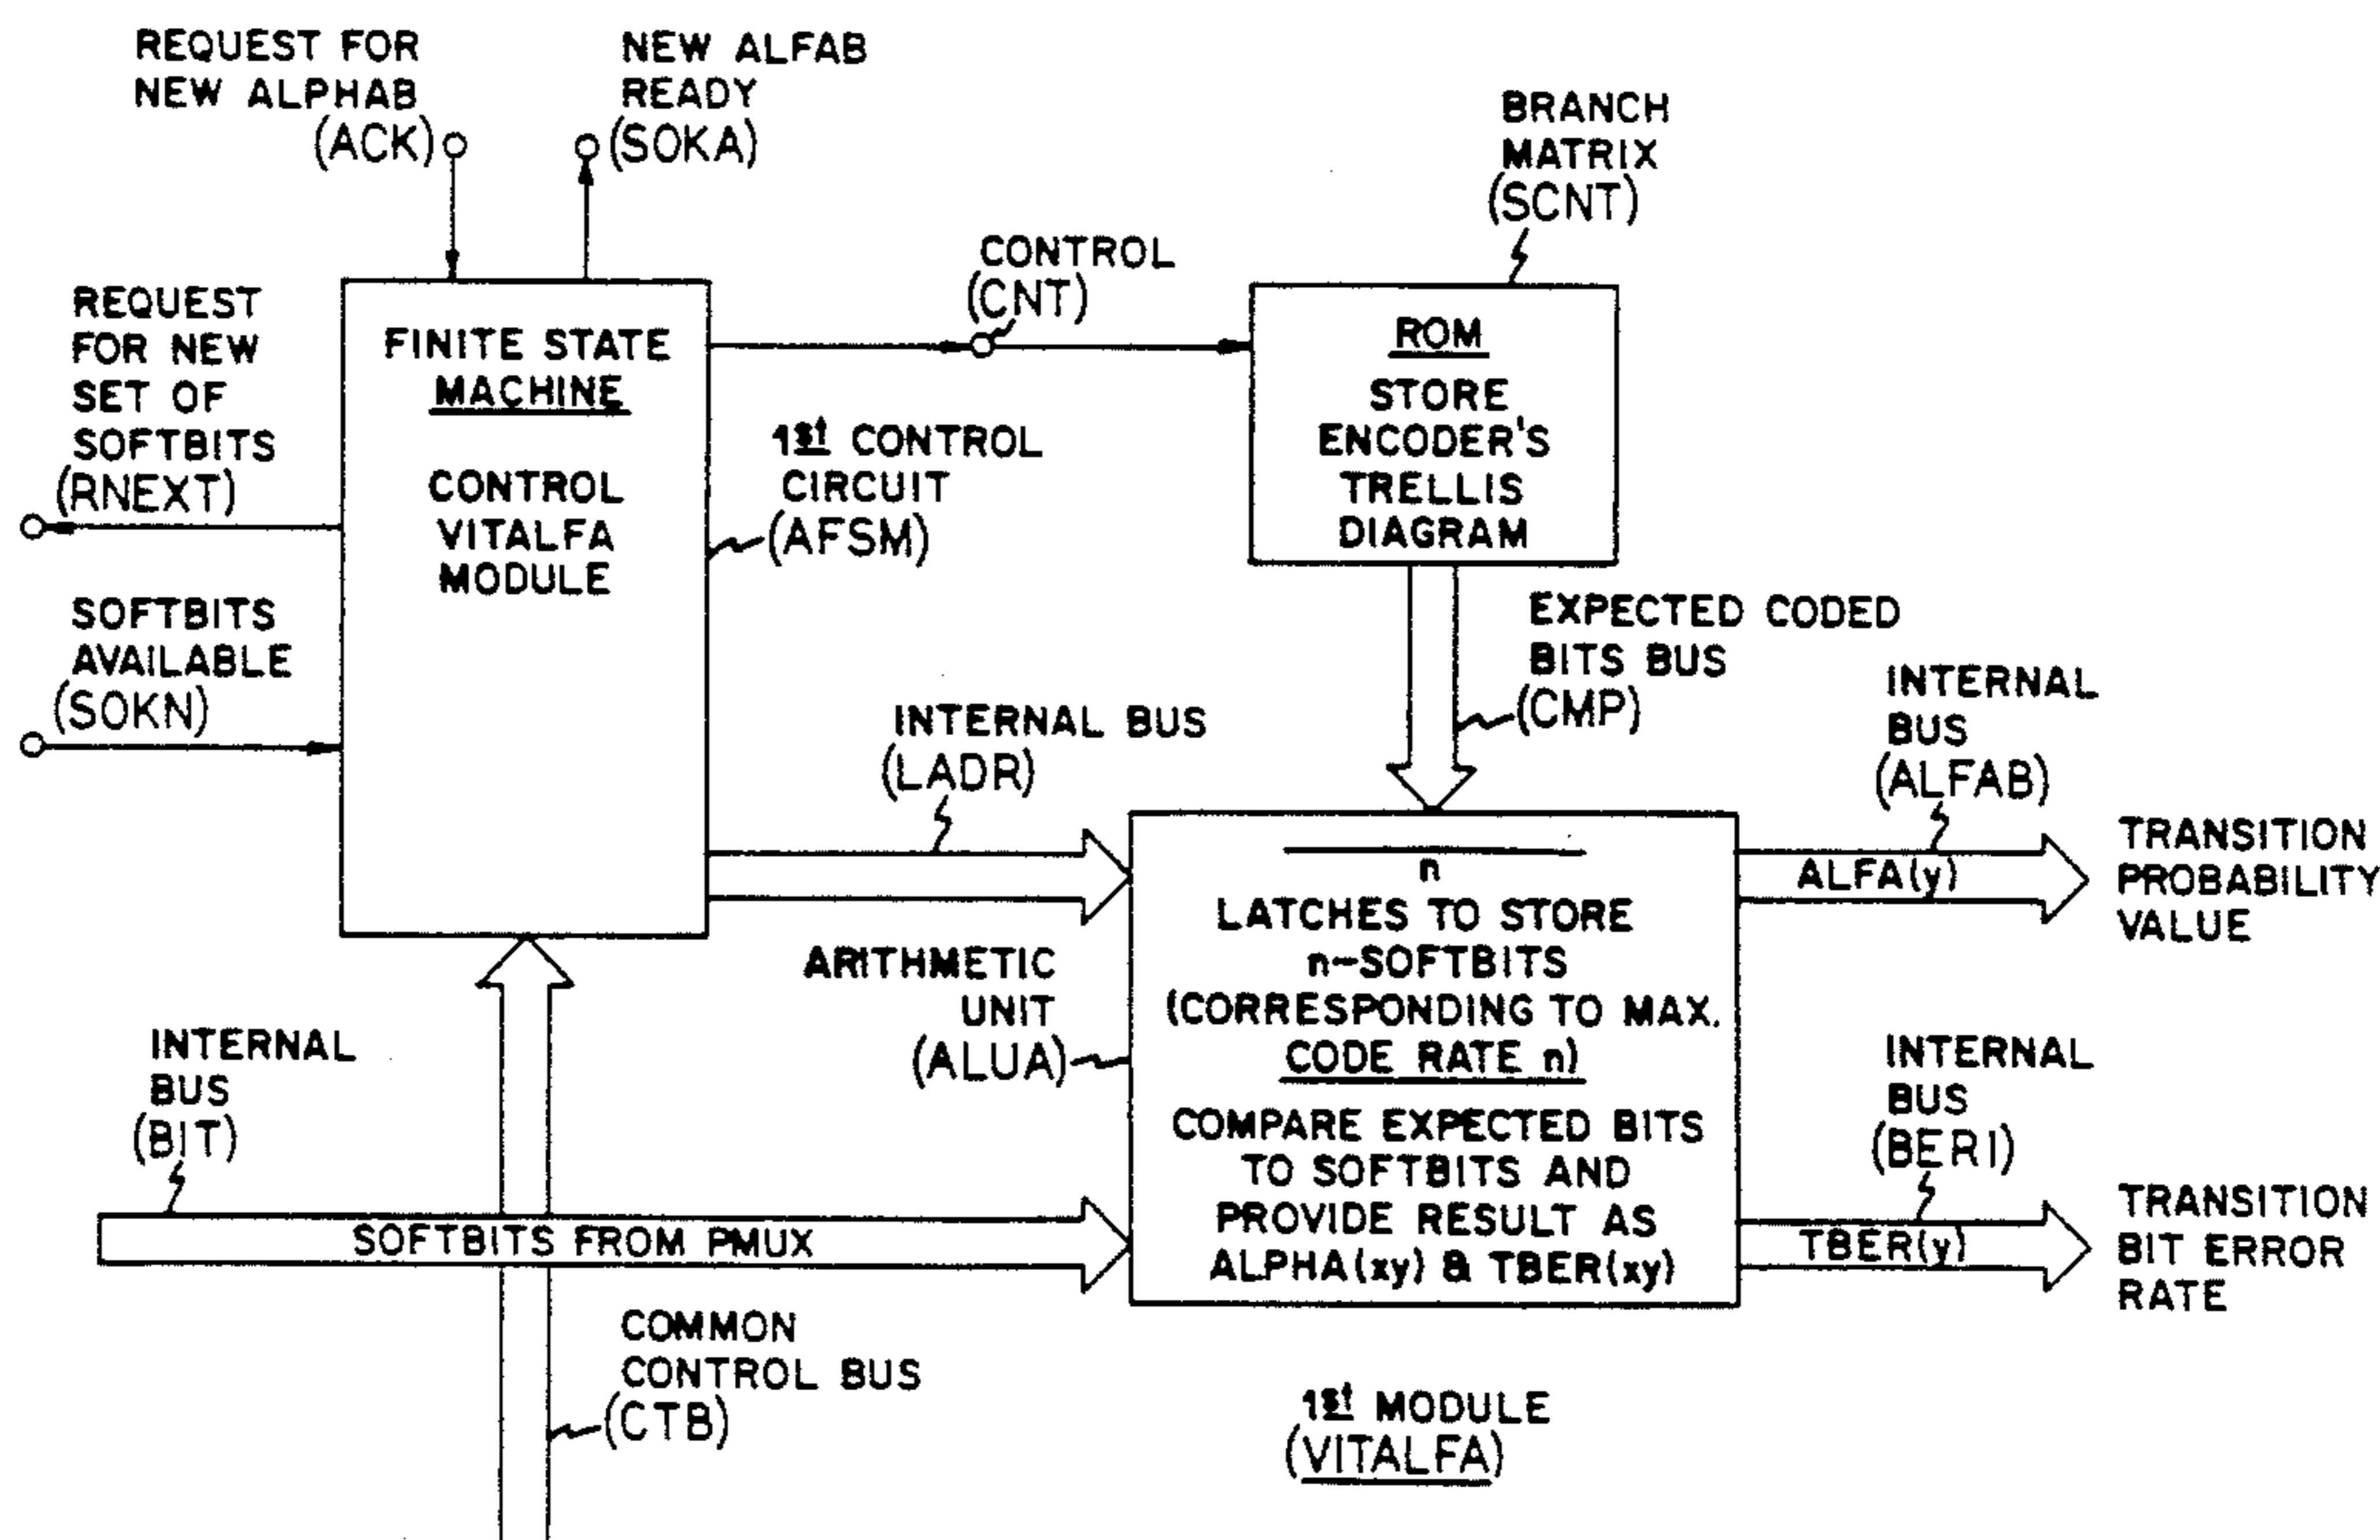 REQUEST FOR
NEW ALPHAB
(ACK)
NEW ALFAB
READY
(SOKA)
BRANCH
MATRIX
(SCNT)
CONTROL
(CNT)
REQUEST
FOR NEW
SET OF
SOFTBITS
(RNEXT)
FINITE STATE
MACHINE
CONTROL
VITALFA
MODULE
1st CONTROL
CIRCUIT
(AFSM)
ROM
STORE
ENCODER'S
TRELLIS
DIAGRAM
SOFTBITS
AVAILABLE
(SOKN)
EXPECTED CODED
BITS BUS
(CMP)
INTERNAL BUS
(LADR)
INTERNAL
BUS
(ALFAB)
ALFA(y)
TRANSITION
PROBABILITY
VALUE
n
LATCHES TO STORE
n-SOFTBITS
(CORRESPONDING TO MAX.
CODE RATE n)
COMPARE EXPECTED BITS
TO SOFTBITS AND
PROVIDE RESULT AS
ALPHA(xy) & TBER(xy)
ARITHMETIC
UNIT
(ALUA)
INTERNAL
BUS
(BIT)
SOFTBITS FROM PMUX
INTERNAL
BUS
(BERI)
TBER(y)
TRANSITION
BIT ERROR
RATE
COMMON
CONTROL BUS
(CTB)
1st MODULE
(VITALFA)